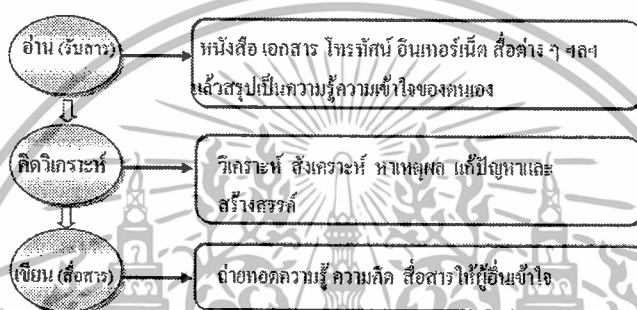 อ่าน (รับสาร)
หนังสือ เอกสาร โทรทัศน์ อินเทอร์เน็ต สื่อต่าง ๆ ฯลฯ
แล้วสรุปเป็นความรู้ความเข้าใจของตนเอง
คิดวิเคราะห์
วิเคราะห์ สังเคราะห์ หาเหตุผล แก้ปัญหาและ
สร้างสรรค์
เขียน (สื่อสาร)
ถ่ายทอดความรู้ ความคิด สื่อสารให้ผู้อื่นเข้าใจ